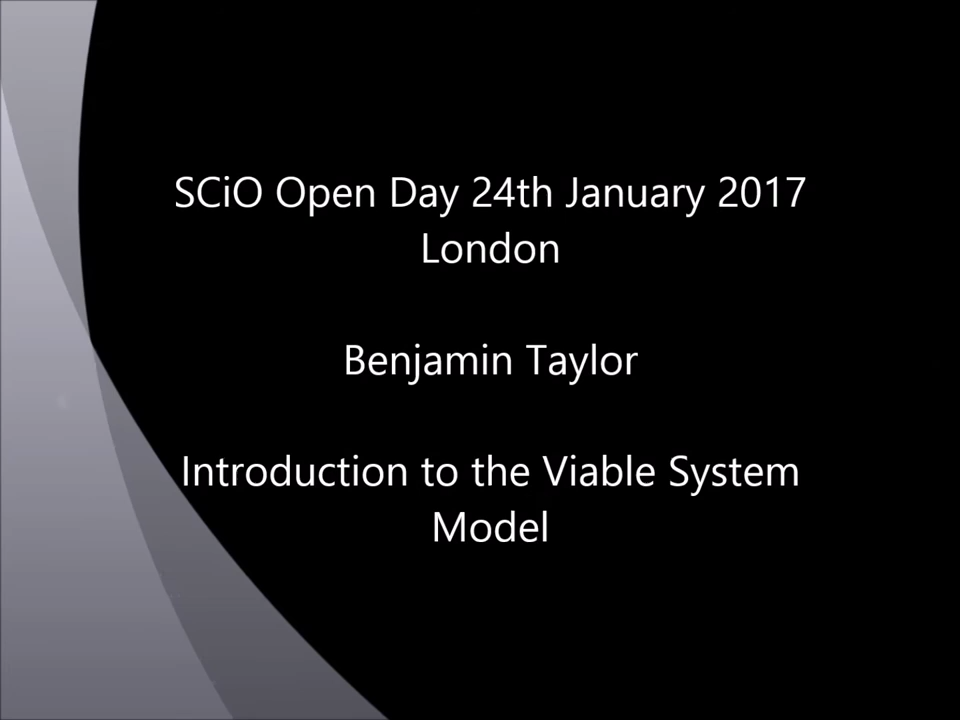 SCiO Open Day 24th January 2017
London
Benjamin Taylor
Introduction to the Viable System
Model